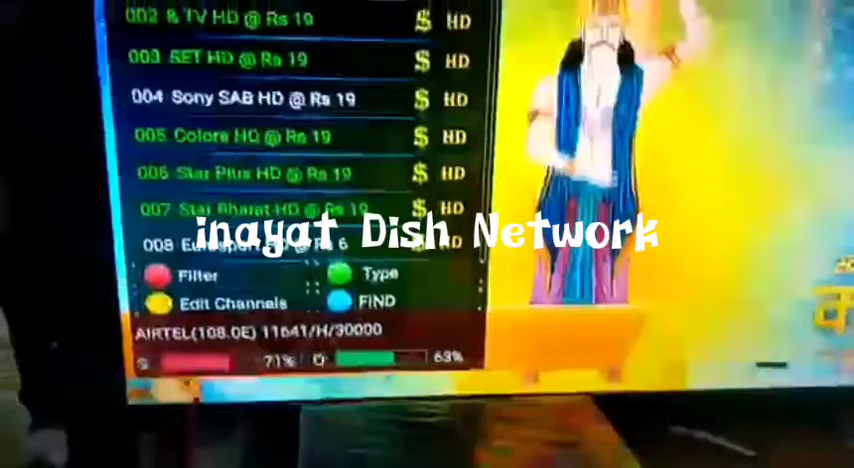 002 & TV HD @ Rs 19 $ HD
003 SET HD @ Rs 19 $ HD
004 Sony SAB HD @ Rs 19 $ HD
005 Colors HD @ Rs 19 $ HD
006 Star Plus HD @ Rs 19 $ HD
007 Star Bharat HD @ Rs 19 $ HD
008 Eurosport HD @ Rs 6 $ HD
inayat Dish Network
Filter Type
Edit Channels FIND
AIRTEL(108.0E) 11641/H/30000
S 71% Q 63%